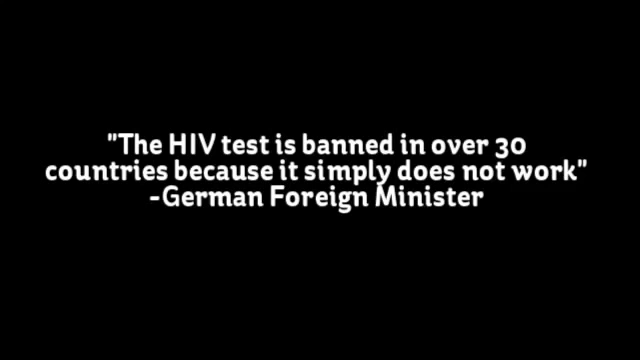 "The HIV test is banned in over 30
countries because it simply does not work"
-German Foreign Minister